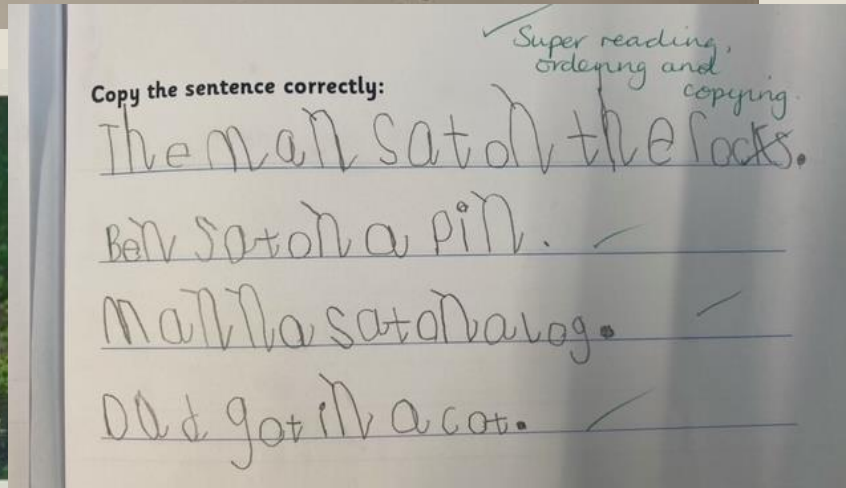 Super reading,
ordering and
copying.
Copy the sentence correctly:
The man sat on the rocks.
Ben sat on a pin.
Manna sat on a log.
Dad got in a cot.